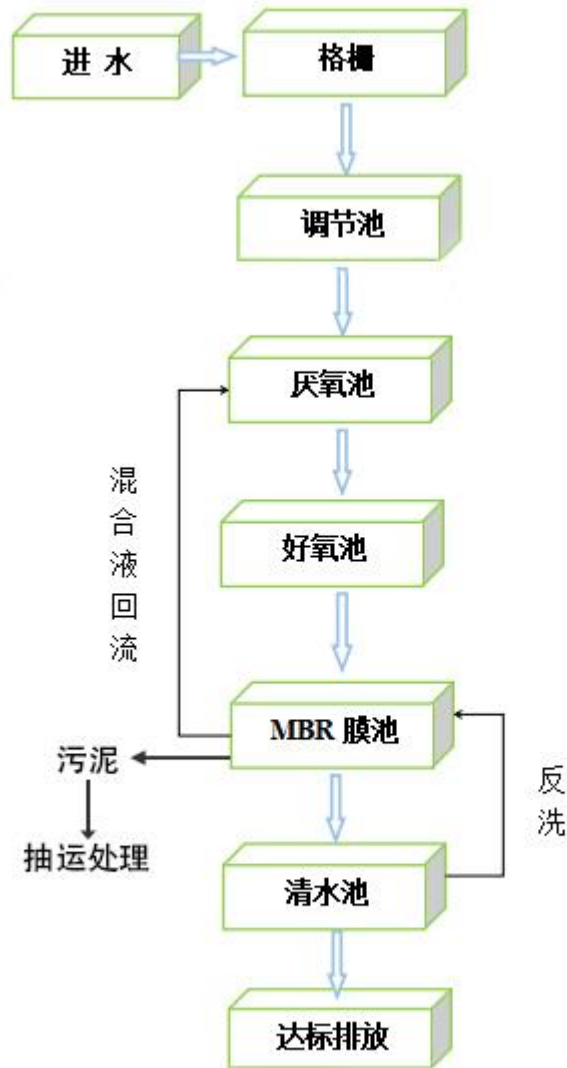 进 水
格栅
调节池
厌氧池
混合液回流
好氧池
MBR 膜池
污泥
反洗
抽运处理
清水池
达标排放